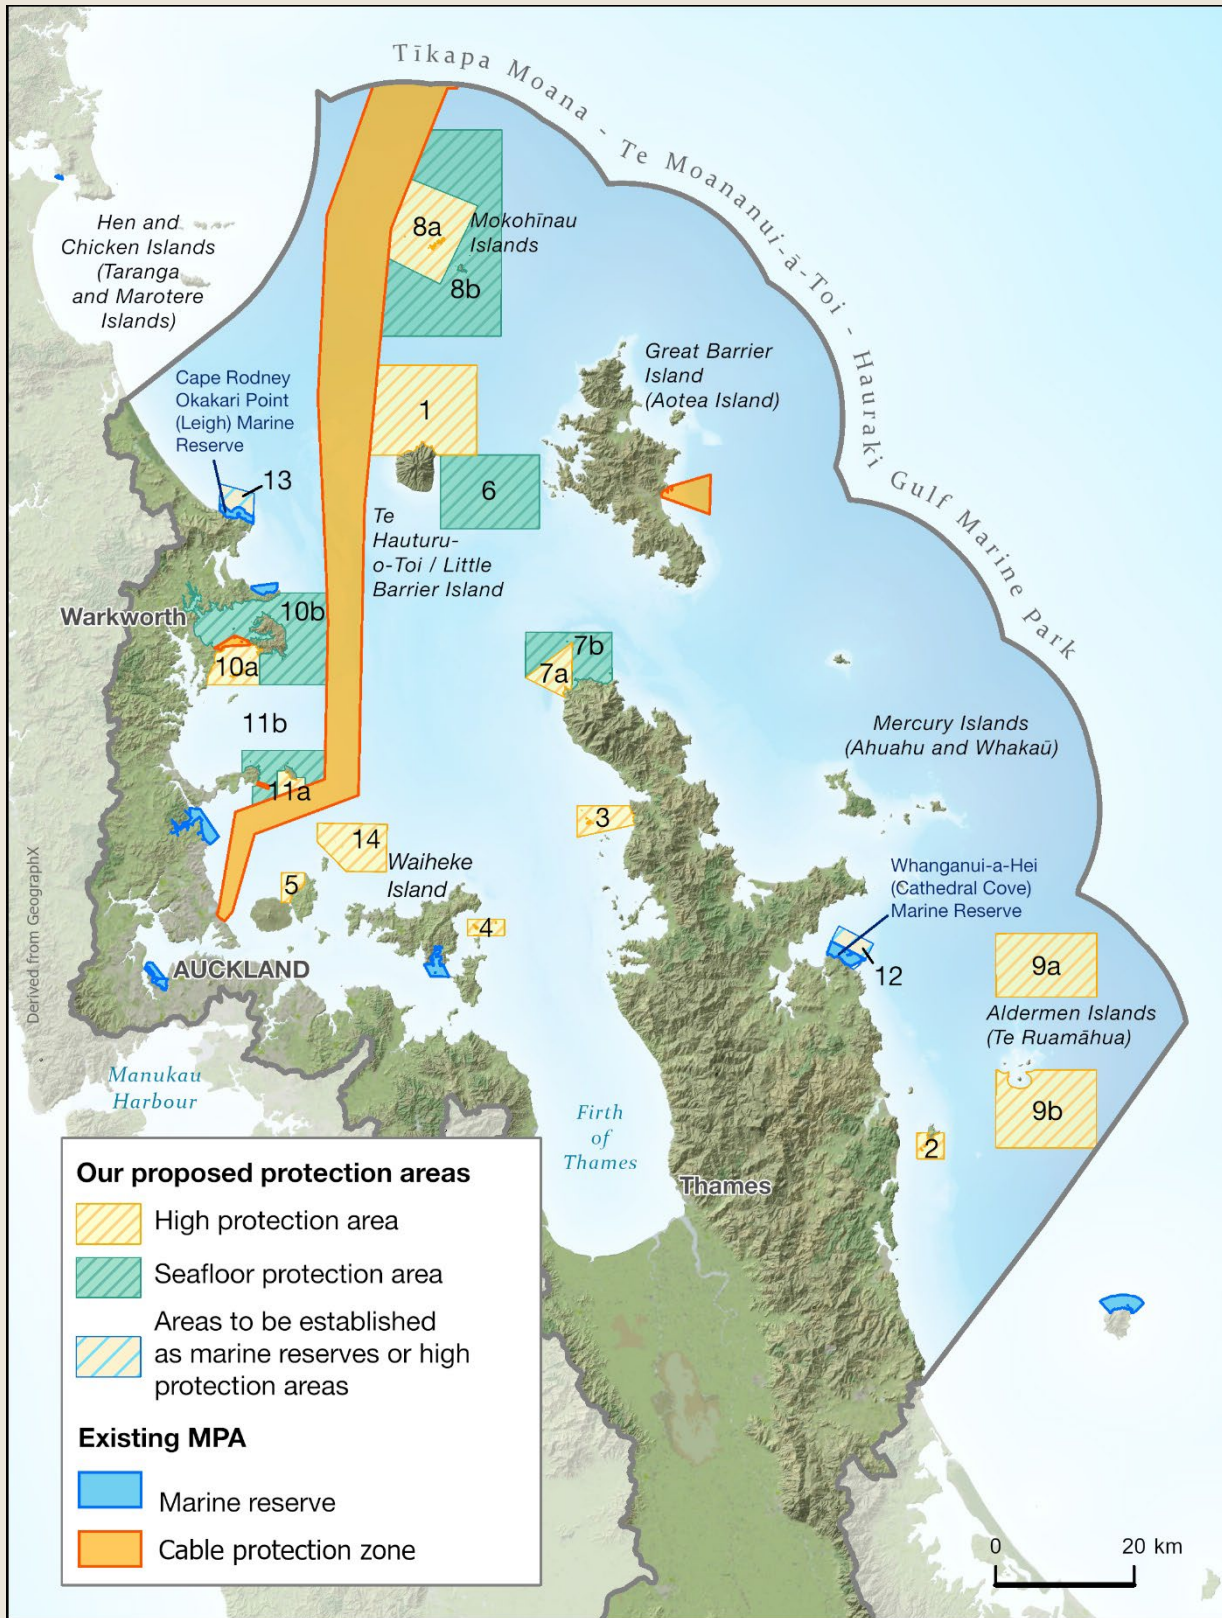 Tīkapa Moana - Te Moananui-ā-Toi - Hauraki Gulf Marine Park
Hen and
Chicken Islands
(Taranga
and Marotere
Islands)
8a
Mokohīnau
Islands
8b
Great Barrier
Island
(Aotea Island)
Cape Rodney
Okakari Point
(Leigh) Marine
Reserve
1
13
6
Te
Hauturu-
o-Toi / Little
Barrier Island
Warkworth
10b
10a
7b
7a
11b
Mercury Islands
(Ahuahu and Whakaū)
11a
3
14
Waiheke
Island
5
4
Whanganui-a-Hei
(Cathedral Cove)
Marine Reserve
12
9a
Aldermen Islands
(Te Ruamāhua)
9b
2
AUCKLAND
Derived from GeographX
Manukau
Harbour
Firth
of
Thames
Thames
Our proposed protection areas
High protection area
Seafloor protection area
Areas to be established
as marine reserves or high
protection areas
Existing MPA
Marine reserve
Cable protection zone
0 20 km